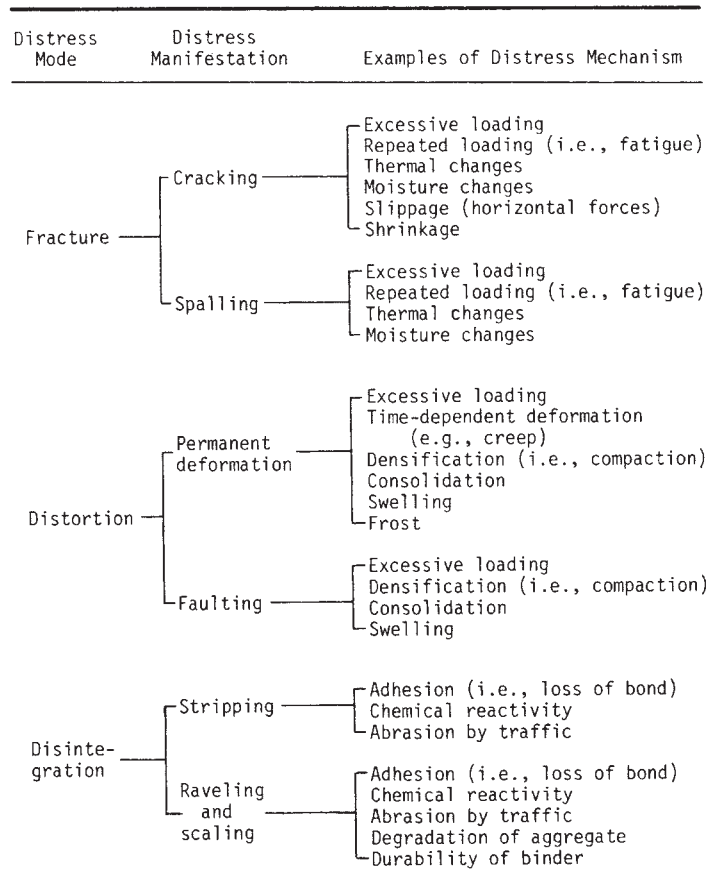 Distress Mode
Distress Manifestation
Examples of Distress Mechanism
Fracture
Cracking
Excessive loading
Repeated loading (i.e., fatigue)
Thermal changes
Moisture changes
Slippage (horizontal forces)
Shrinkage
Spalling
Excessive loading
Repeated loading (i.e., fatigue)
Thermal changes
Moisture changes
Distortion
Permanent
deformation
Excessive loading
Time-dependent deformation
(e.g., creep)
Densification (i.e., compaction)
Consolidation
Swelling
Frost
Faulting
Excessive loading
Densification (i.e., compaction)
Consolidation
Swelling
Disinte-
gration
Stripping
Adhesion (i.e., loss of bond)
Chemical reactivity
Abrasion by traffic
Raveling
and
scaling
Adhesion (i.e., loss of bond)
Chemical reactivity
Abrasion by traffic
Degradation of aggregate
Durability of binder